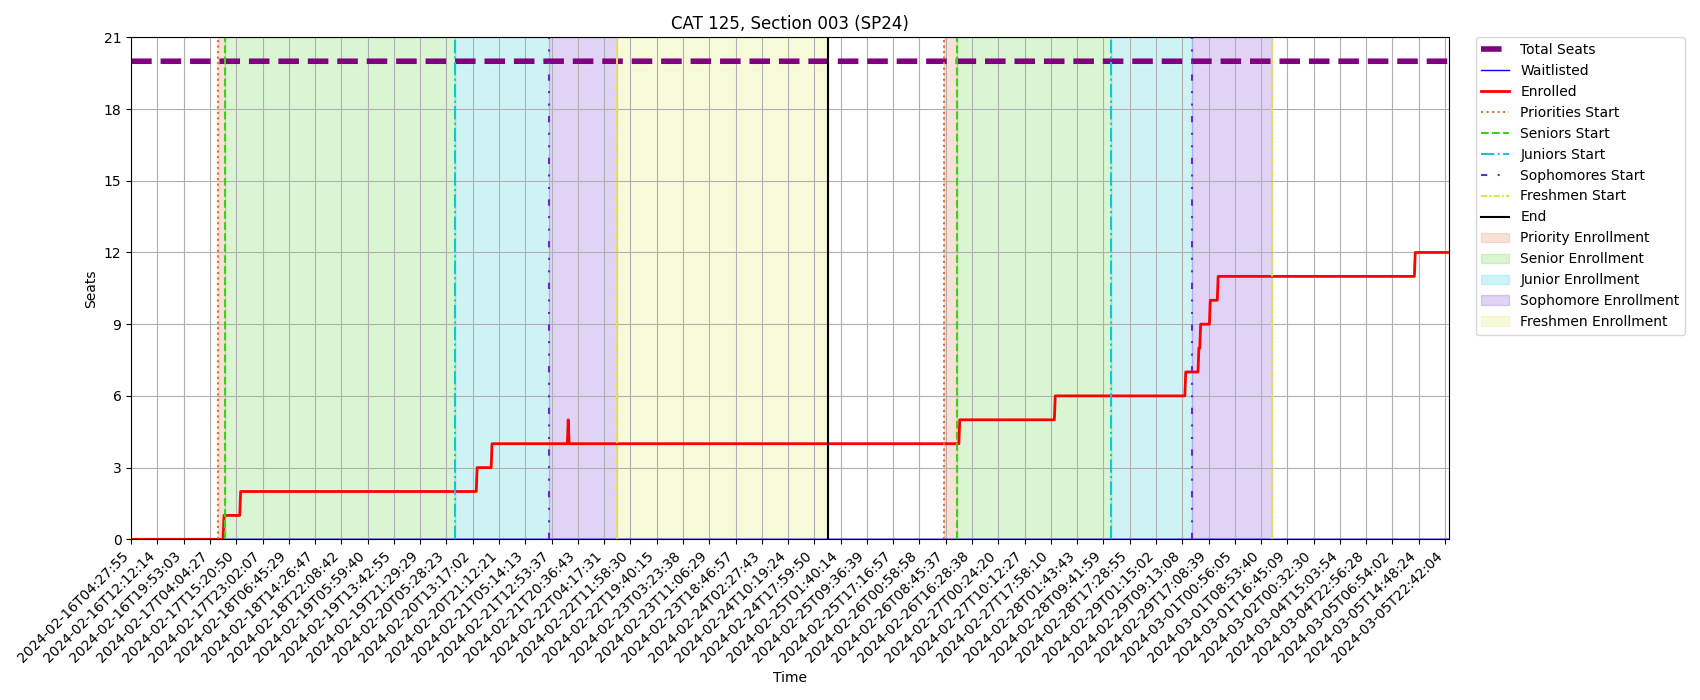 CAT 125, Section 003 (SP24)
21
18
15
12
9
6
3
0
Seats
2024-02-16T04:27:55
2024-02-16T12:12:14
2024-02-16T19:53:03
2024-02-17T04:04:27
2024-02-17T15:20:50
2024-02-17T23:02:07
2024-02-18T06:45:29
2024-02-18T14:26:47
2024-02-18T22:08:42
2024-02-19T05:59:40
2024-02-19T13:42:55
2024-02-19T21:29:29
2024-02-20T05:28:23
2024-02-20T13:17:02
2024-02-20T21:12:21
2024-02-21T05:14:13
2024-02-21T12:53:37
2024-02-21T20:36:43
2024-02-22T04:17:31
2024-02-22T11:58:30
2024-02-22T19:40:15
2024-02-23T03:23:38
2024-02-23T11:06:29
2024-02-23T18:46:57
2024-02-24T02:27:43
2024-02-24T10:19:24
2024-02-24T17:59:50
2024-02-25T01:40:14
2024-02-25T09:36:39
2024-02-25T17:16:57
2024-02-26T00:58:58
2024-02-26T08:45:37
2024-02-26T16:28:38
2024-02-27T00:24:20
2024-02-27T10:12:27
2024-02-27T17:58:10
2024-02-28T01:43:43
2024-02-28T09:41:59
2024-02-28T17:28:55
2024-02-29T01:15:02
2024-02-29T09:13:08
2024-02-29T17:08:39
2024-03-01T00:56:05
2024-03-01T08:53:40
2024-03-01T16:45:09
2024-03-02T00:32:30
2024-03-04T15:03:54
2024-03-04T22:56:28
2024-03-05T06:54:02
2024-03-05T14:48:24
2024-03-05T22:42:04
Time
Total Seats
Waitlisted
Enrolled
Priorities Start
Seniors Start
Juniors Start
Sophomores Start
Freshmen Start
End
Priority Enrollment
Senior Enrollment
Junior Enrollment
Sophomore Enrollment
Freshmen Enrollment